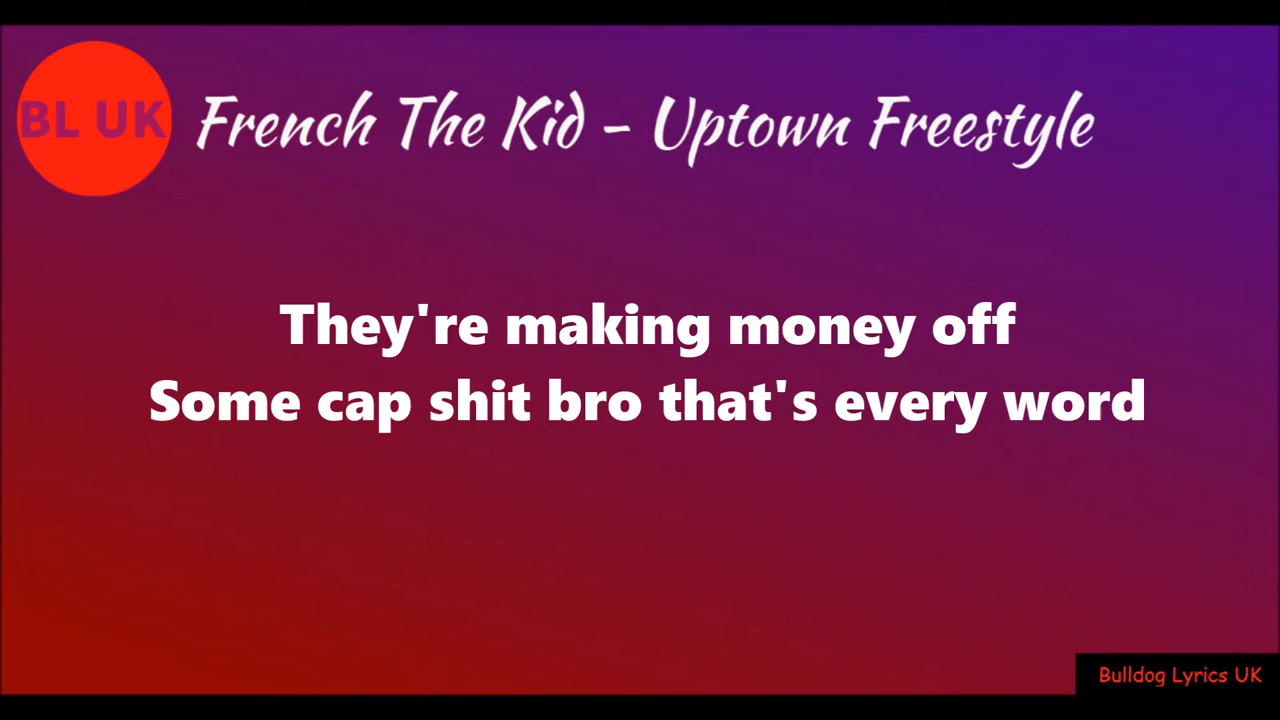 BL UK
French The Kid - Uptown Freestyle
They're making money off
Some cap shit bro that's every word
Bulldog Lyrics UK